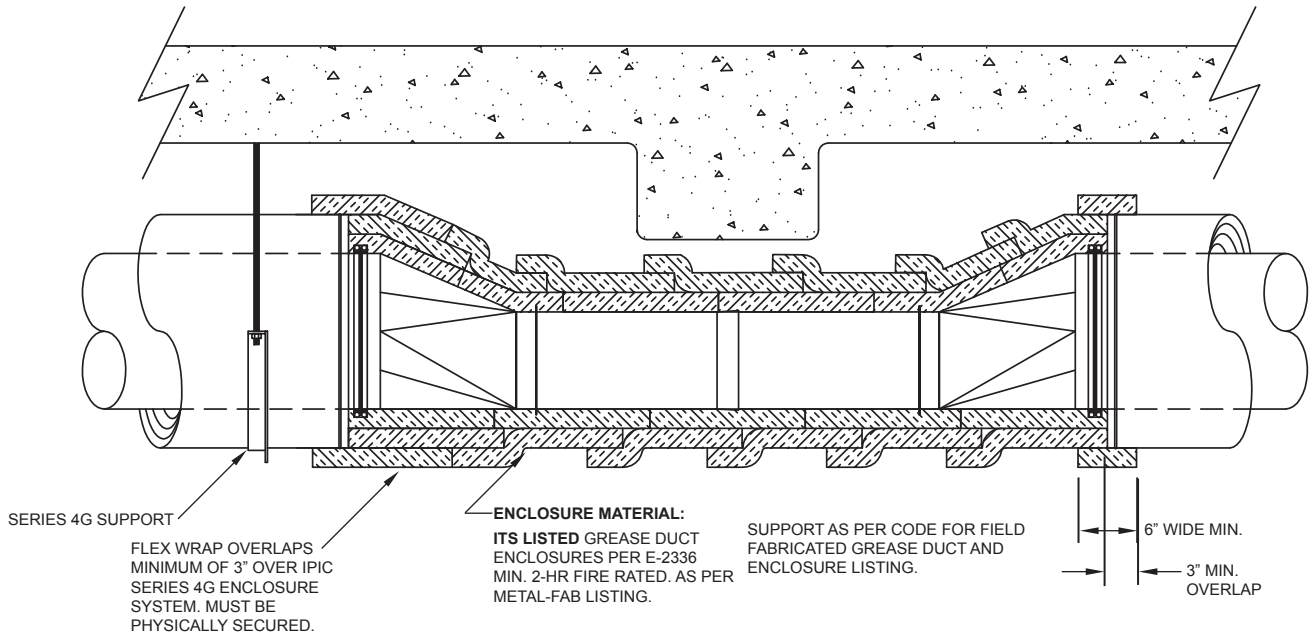 SERIES 4G SUPPORT
FLEX WRAP OVERLAPS
MINIMUM OF 3” OVER IPIC
SERIES 4G ENCLOSURE
SYSTEM. MUST BE
PHYSICALLY SECURED.
ENCLOSURE MATERIAL:
ITS LISTED GREASE DUCT
ENCLOSURES PER E-2336
MIN. 2-HR FIRE RATED. AS PER
METAL-FAB LISTING.
SUPPORT AS PER CODE FOR FIELD
FABRICATED GREASE DUCT AND
ENCLOSURE LISTING.
6” WIDE MIN.
3” MIN.
OVERLAP